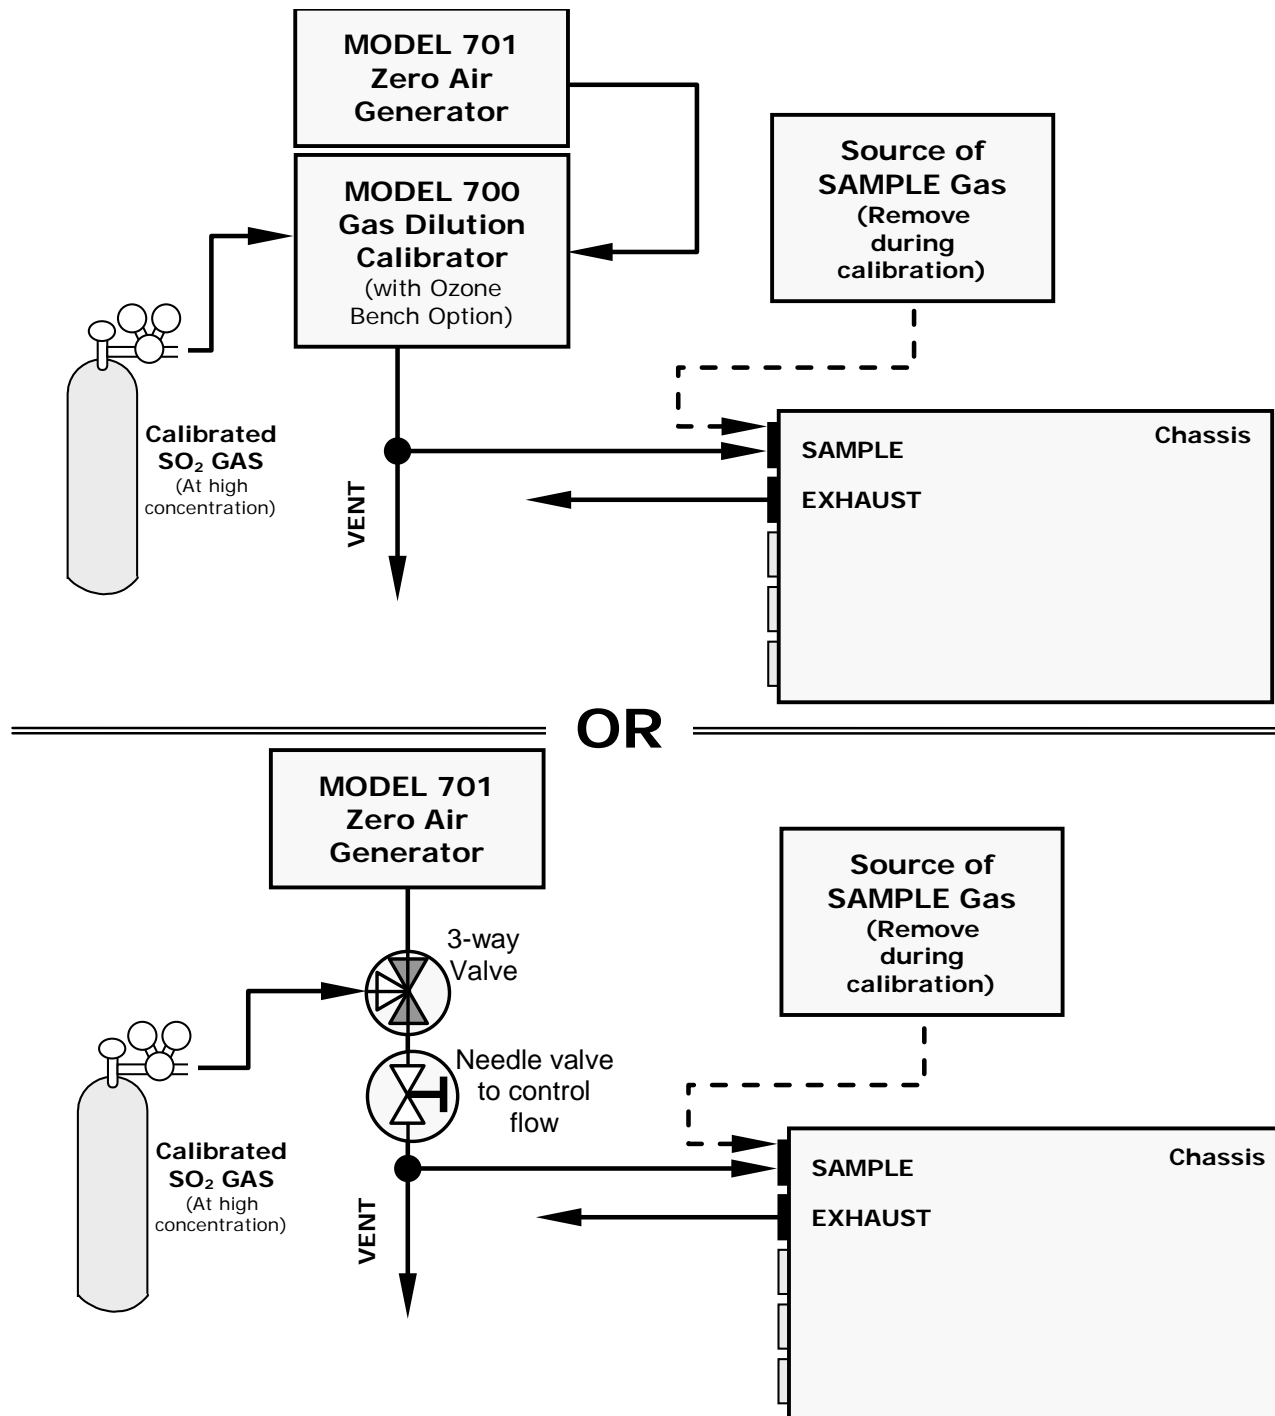 MODEL 701
Zero Air
Generator
MODEL 700
Gas Dilution
Calibrator
(with Ozone
Bench Option)
Source of
SAMPLE Gas
(Remove
during
calibration)
Calibrated
SO₂ GAS
(At high
concentration)
VENT
SAMPLE
Chassis
EXHAUST
OR
MODEL 701
Zero Air
Generator
Source of
SAMPLE Gas
(Remove
during
calibration)
3-way
Valve
Needle valve
to control
flow
Calibrated
SO₂ GAS
(At high
concentration)
VENT
SAMPLE
Chassis
EXHAUST